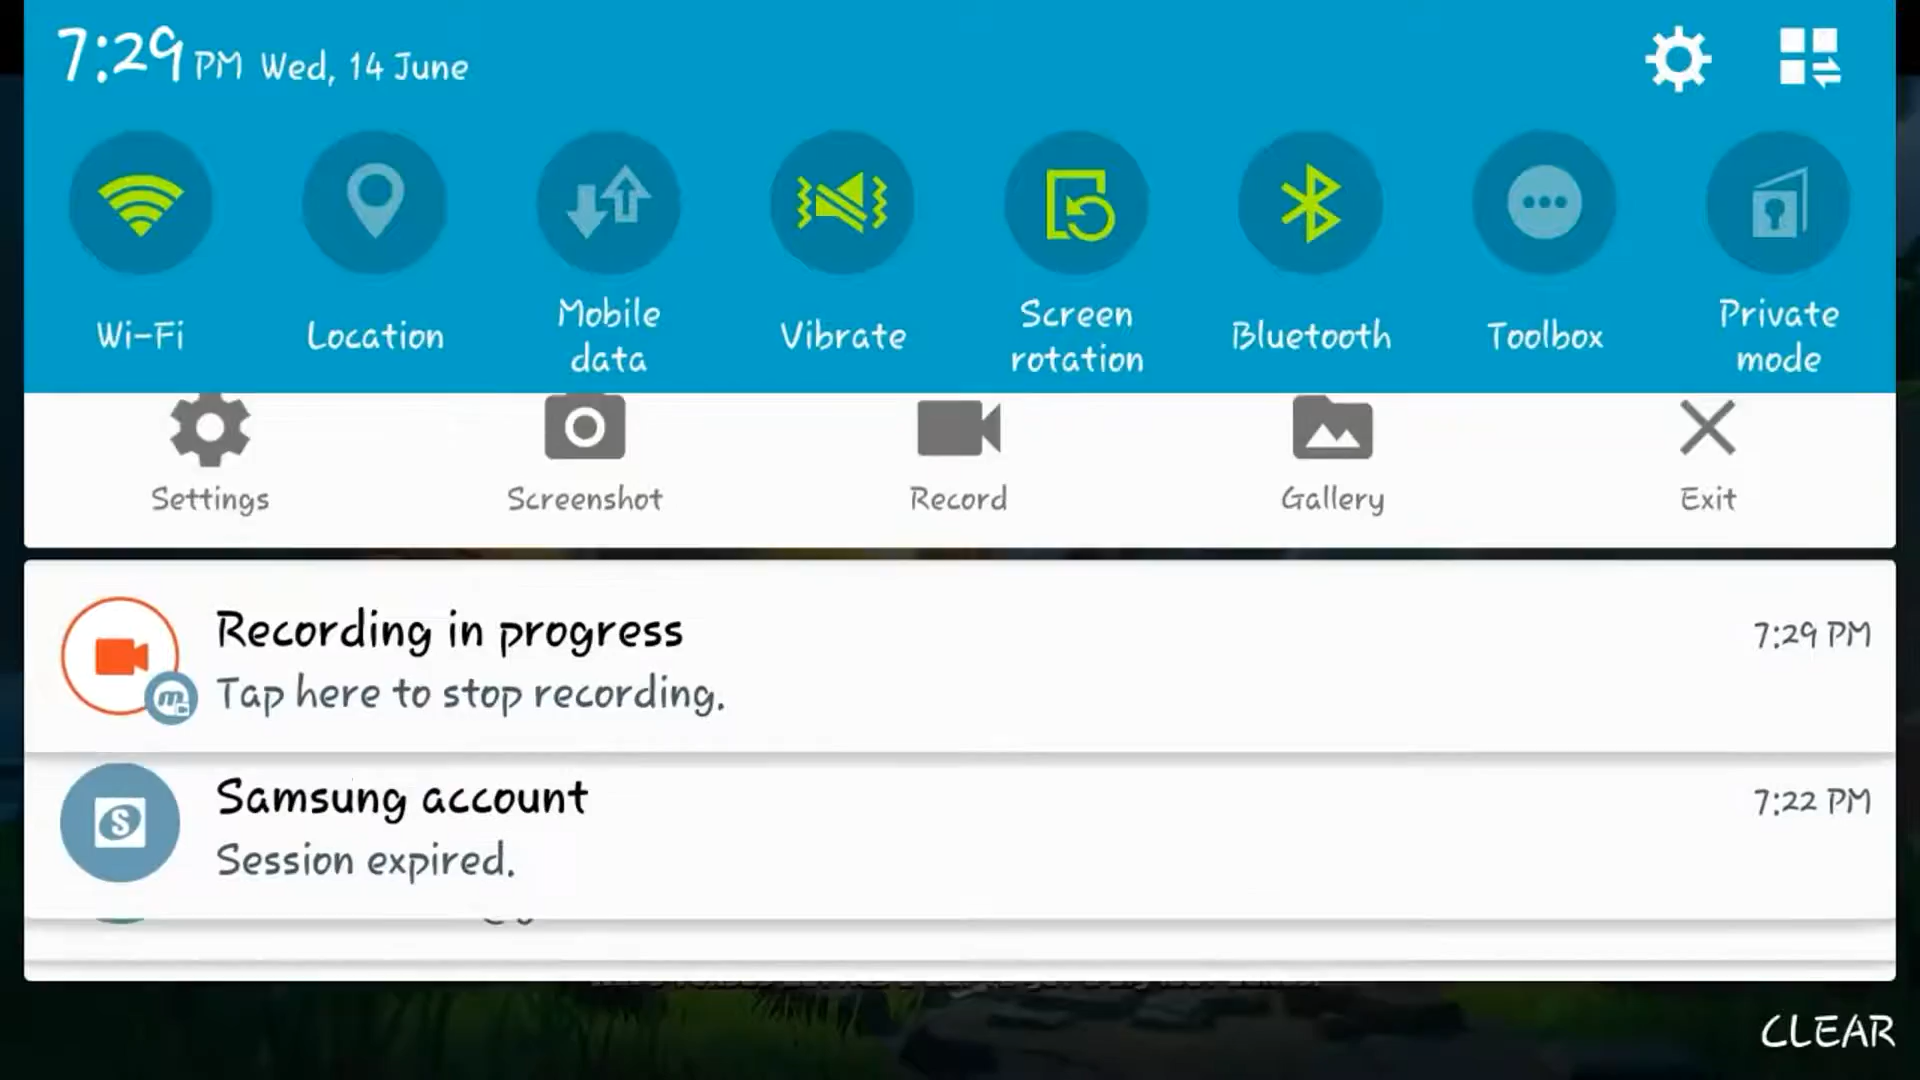 7:29 PM Wed, 14 June
Wi-Fi
Location
Mobile
data
Vibrate
Screen
rotation
Bluetooth
Toolbox
Private
mode
Settings
Screenshot
Record
Gallery
Exit
Recording in progress
7:29 PM
Tap here to stop recording.
Samsung account
7:22 PM
Session expired.
CLEAR